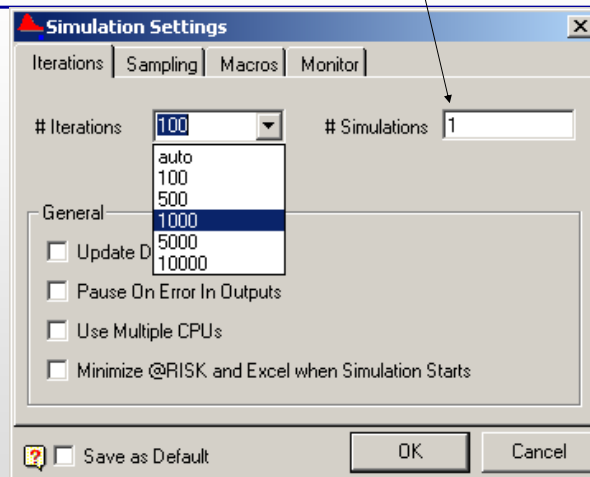 Simulation Settings
Iterations Sampling Macros Monitor
# Iterations 100 # Simulations 1
auto
100
500
1000
5000
10000
General
Update D
Pause On Error In Outputs
Use Multiple CPUs
Minimize @RISK and Excel when Simulation Starts
Save as Default OK Cancel